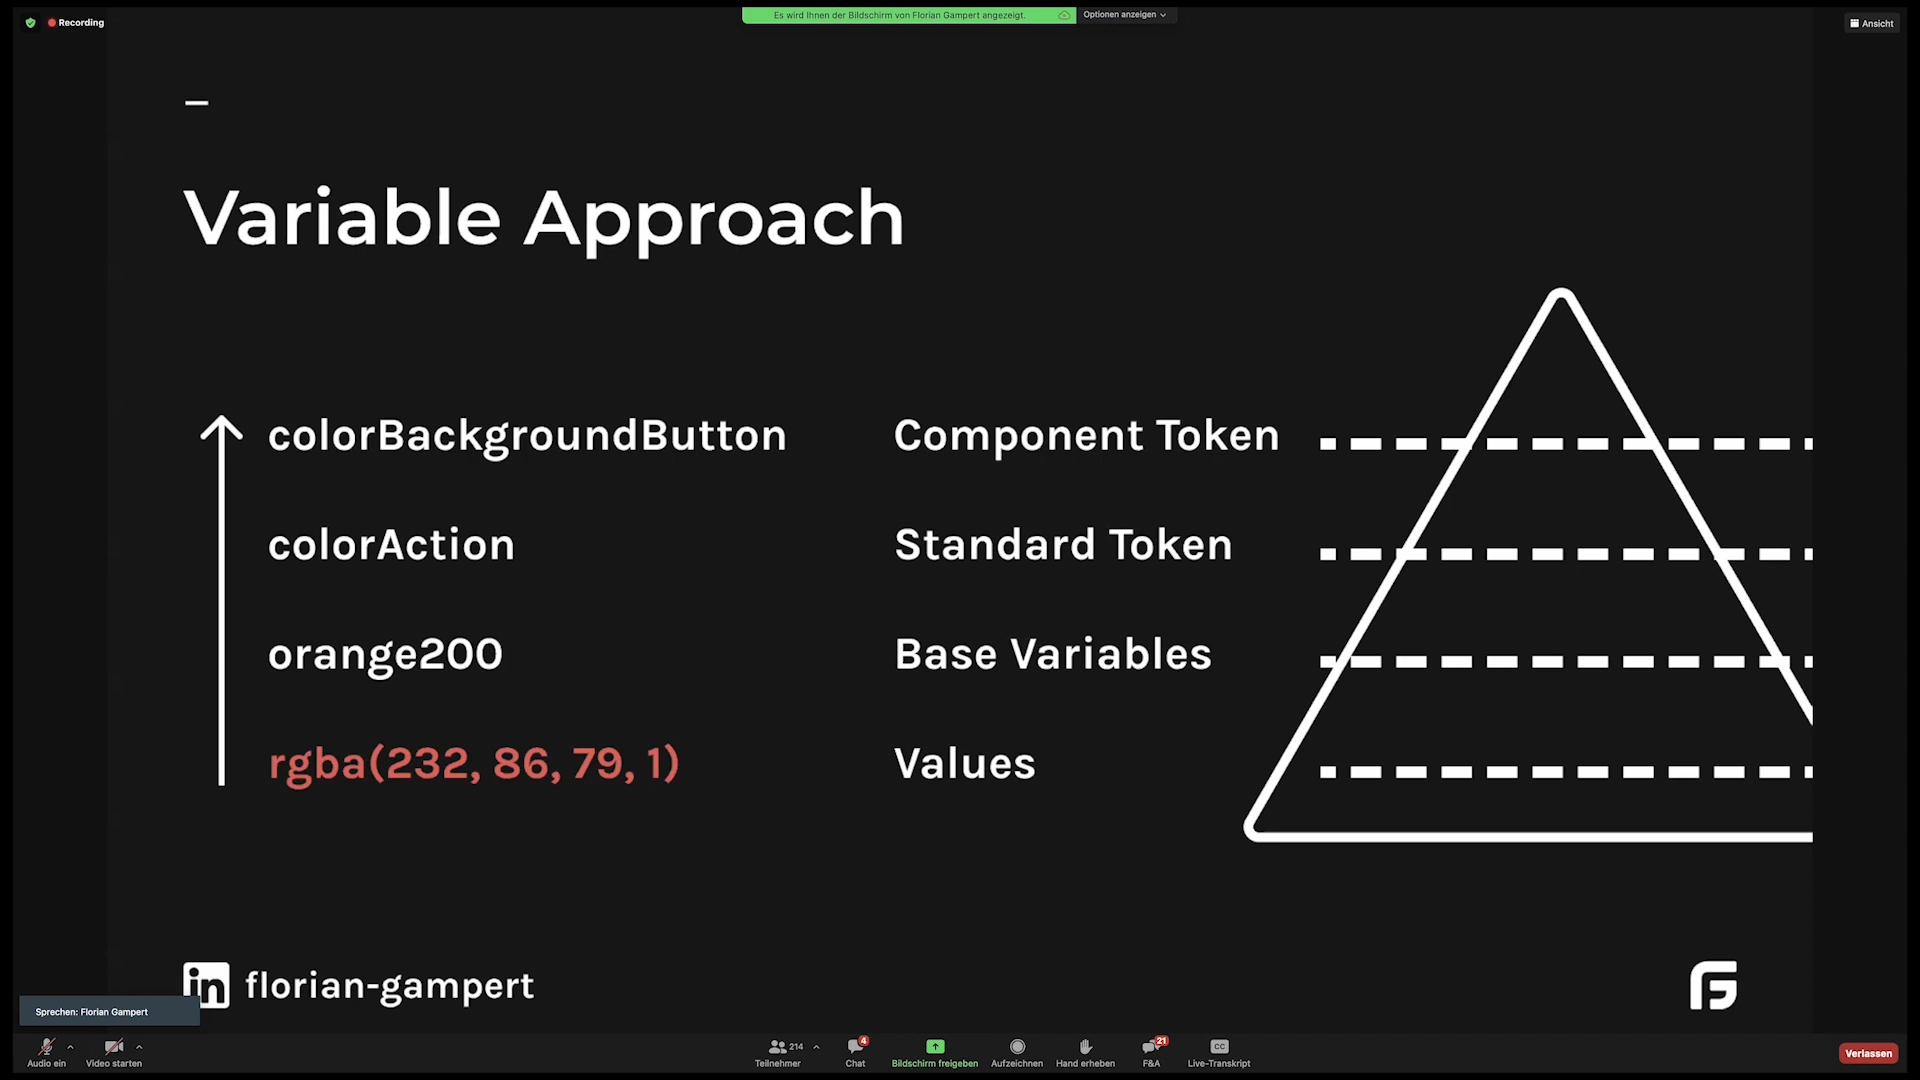 Recording
Es wird Ihnen der Bildschirm von Florian Gampert angezeigt.
Optionen anzeigen
Ansicht
Variable Approach
colorBackgroundButton
Component Token
colorAction
Standard Token
orange200
Base Variables
rgba(232, 86, 79, 1)
Values
in florian-gampert
Sprechen: Florian Gampert
Audio ein
Video starten
214
Teilnehmer
4
Chat
Bildschirm freigeben
Aufzeichnen
Hand erheben
21
F&A
CC
Live-Transkript
Verlassen